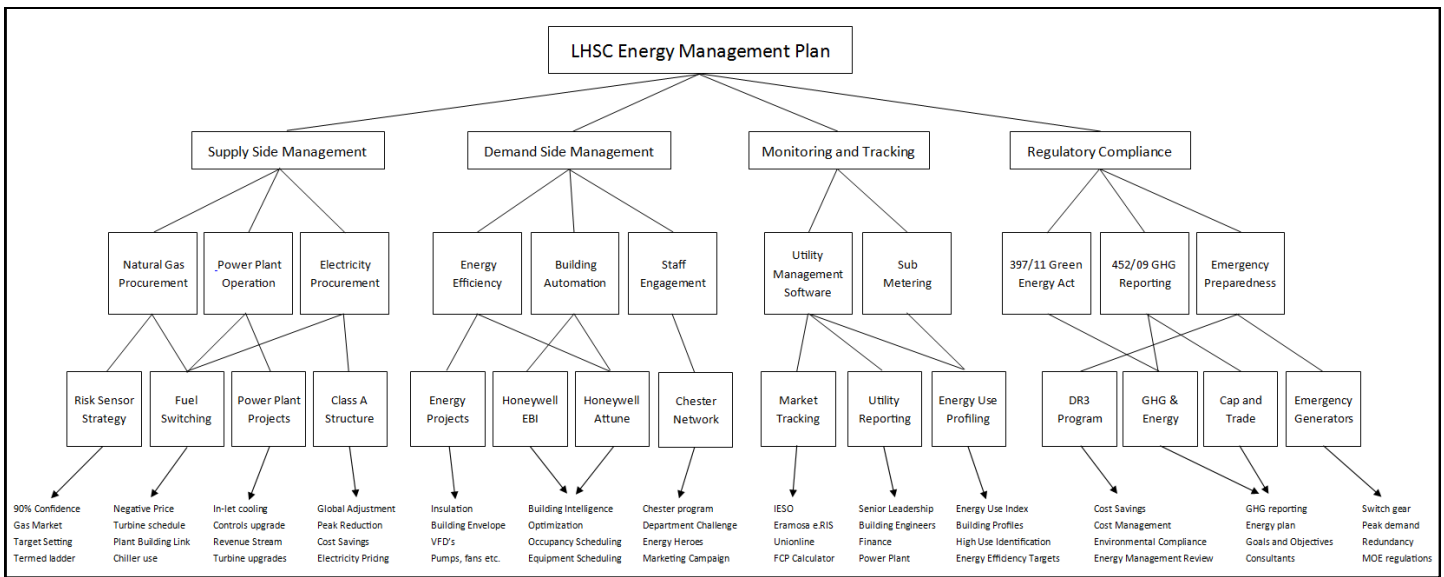 LHSC Energy Management Plan
Supply Side Management
Demand Side Management
Monitoring and Tracking
Regulatory Compliance
Natural Gas
Procurement
Power Plant
Operation
Electricity
Procurement
Energy
Efficiency
Building
Automation
Staff
Engagement
Utility
Management
Software
Sub
Metering
397/11 Green
Energy Act
452/09 GHG
Reporting
Emergency
Preparedness
Risk Sensor
Strategy
Fuel
Switching
Power Plant
Projects
Class A
Structure
Energy
Projects
Honeywell
EBI
Honeywell
Attune
Chester
Network
Market
Tracking
Utility
Reporting
Energy Use
Profiling
DR3
Program
GHG &
Energy
Cap and
Trade
Emergency
Generators
90% Confidence
Gas Market
Target Setting
Termed ladder
Negative Price
Turbine schedule
Plant Building Link
Chiller use
In-let cooling
Controls upgrade
Revenue Stream
Turbine upgrades
Global Adjustment
Peak Reduction
Cost Savings
Electricity Pricing
Insulation
Building Envelope
VFD's
Pumps, fans etc.
Building Intelligence
Optimization
Occupancy Scheduling
Equipment Scheduling
Chester program
Department Challenge
Energy Heroes
Marketing Campaign
IESO
Eramosa e.RIS
Unionline
FCP Calculator
Senior Leadership
Building Engineers
Finance
Power Plant
Energy Use Index
Building Profiles
High Use Identification
Energy Efficiency Targets
Cost Savings
Cost Management
Environmental Compliance
Energy Management Review
GHG reporting
Energy plan
Goals and Objectives
Consultants
Switch gear
Peak demand
Redundancy
MOE regulations